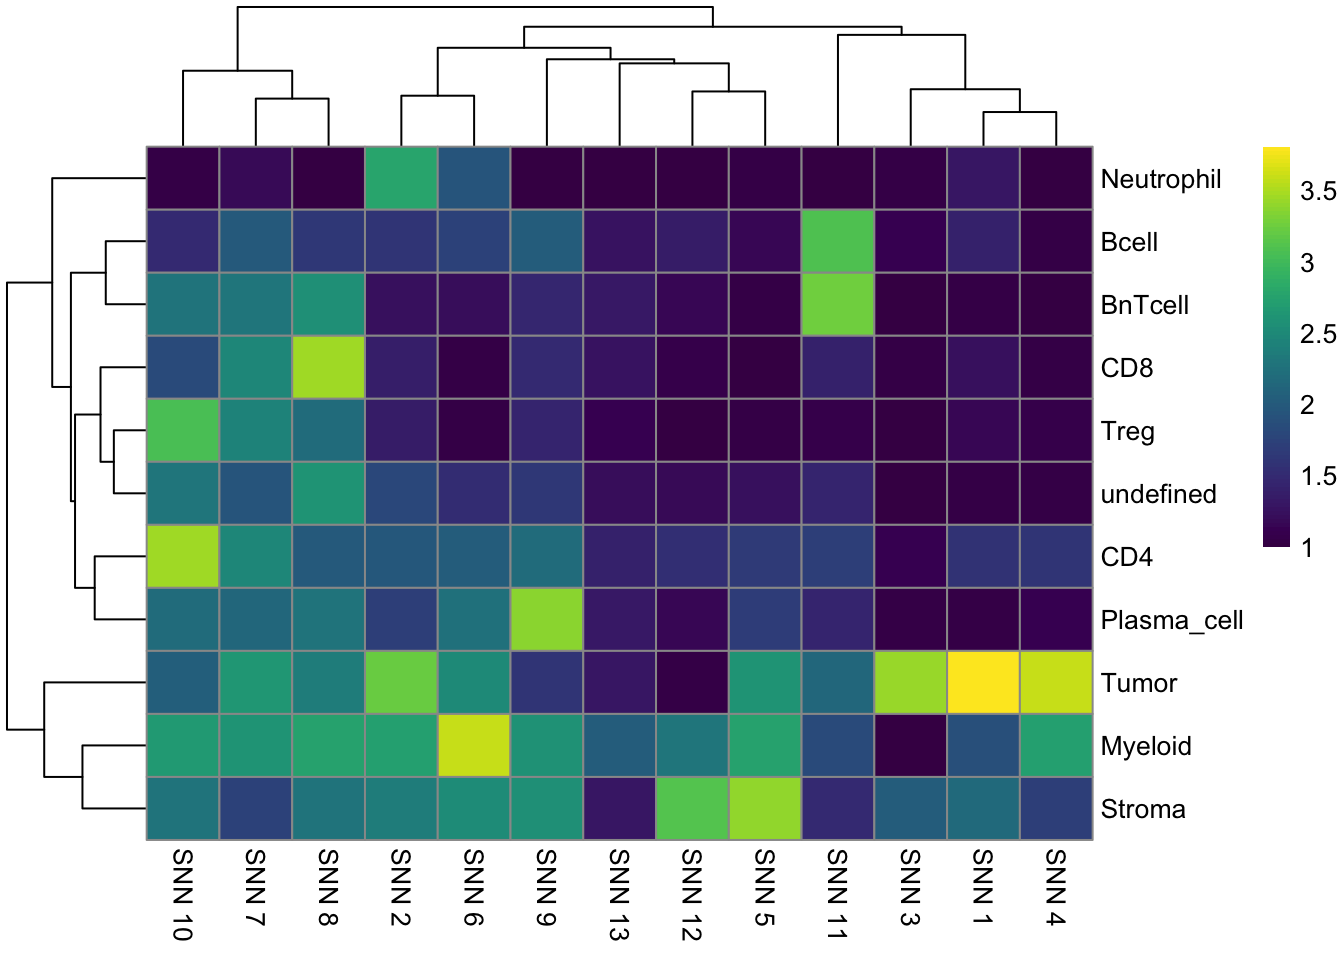 Neutrophil
Bcell
BnTcell
CD8
Treg
undefined
CD4
Plasma_cell
Tumor
Myeloid
Stroma
3.5
3
2.5
2
1.5
1
SNN 10
SNN 7
SNN 8
SNN 2
SNN 6
SNN 9
SNN 13
SNN 12
SNN 5
SNN 11
SNN 3
SNN 1
SNN 4